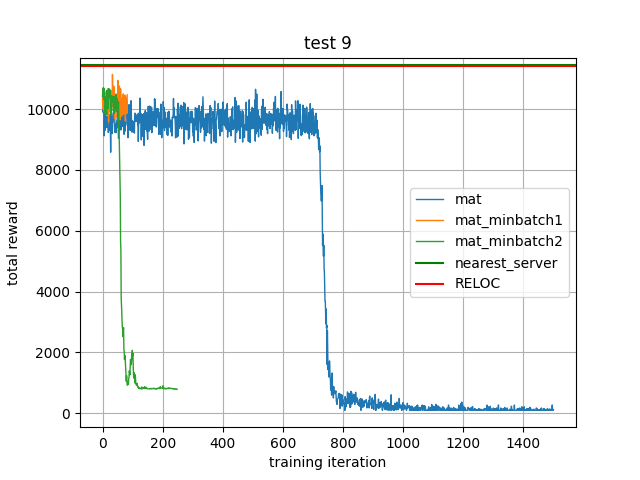 test 9
total reward
10000
8000
6000
4000
2000
0
mat
mat_minbatch1
mat_minbatch2
nearest_server
RELOC
0 200 400 600 800 1000 1200 1400
training iteration